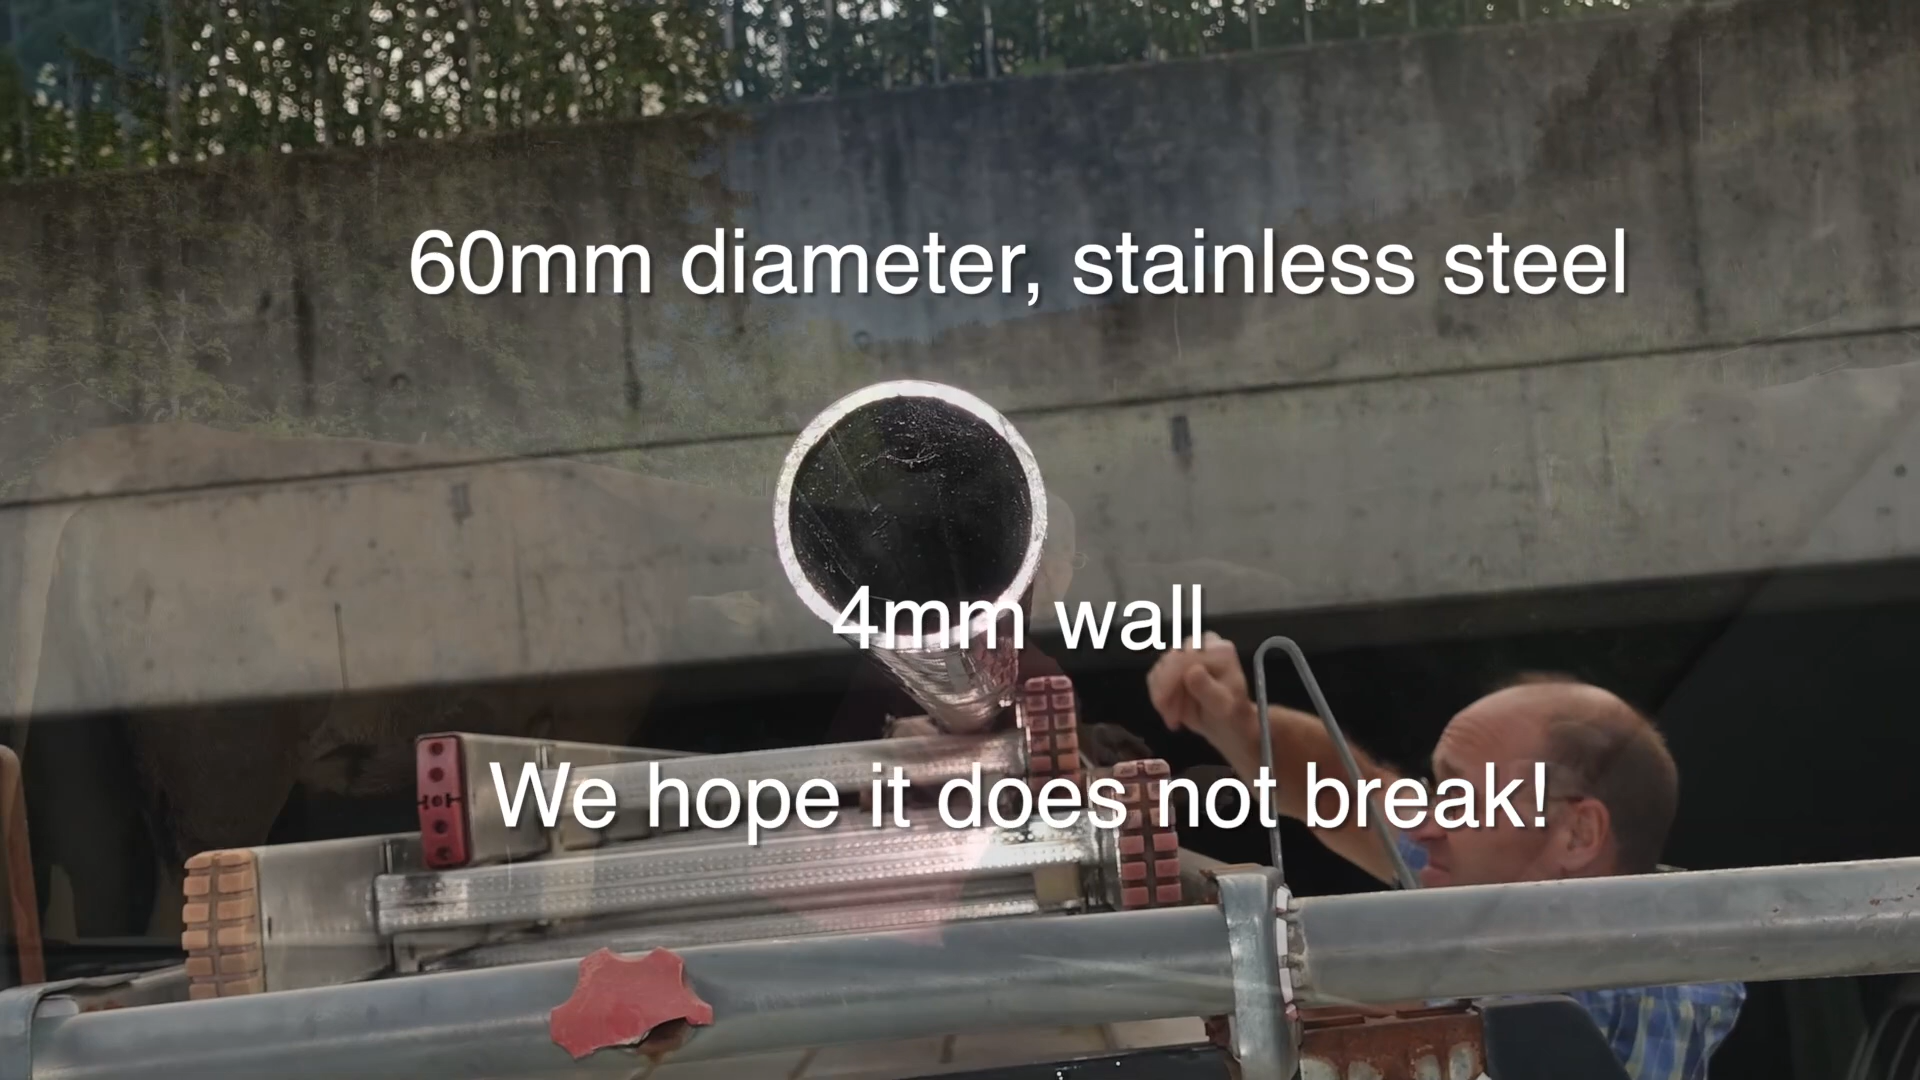 60mm diameter, stainless steel
4mm wall
We hope it does not break!